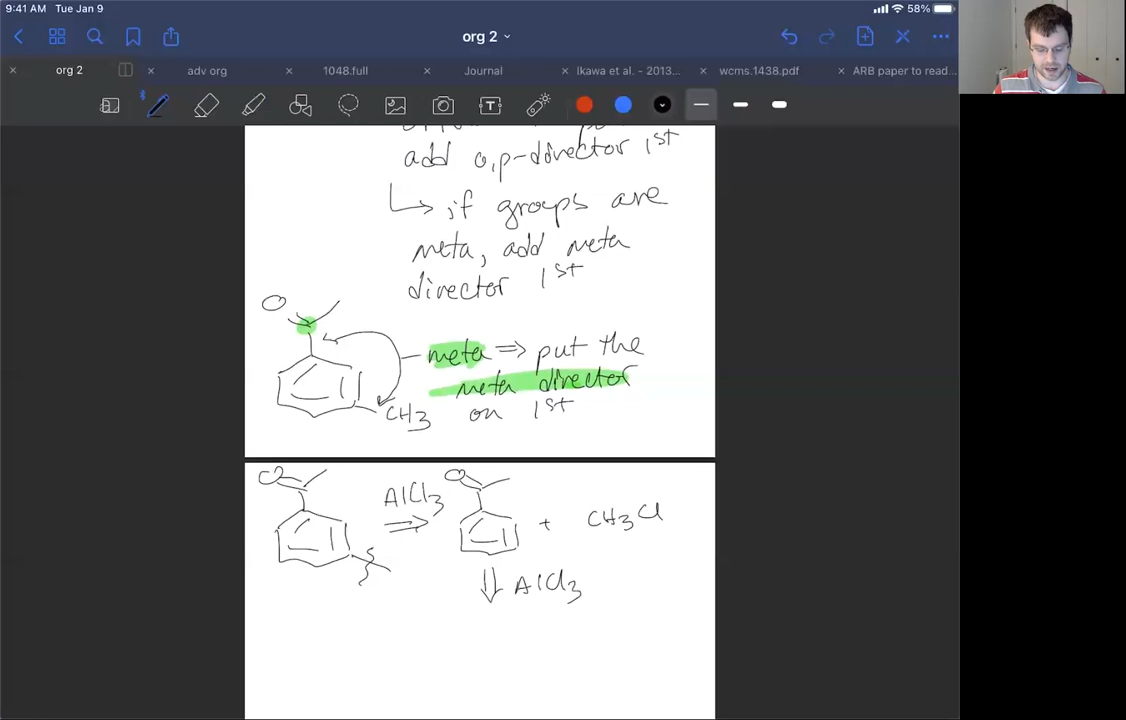 9:41 AM Tue Jan 9
58%
org 2
org 2
adv org
1048.full
Journal
Ikawa et al. - 2013...
wcms.1438.pdf
ARB paper to read...
add o,p-director 1st
if groups are
meta, add meta
director 1st
O
meta ⇒ put the
meta director
on 1st
CH3
O
AlCl3
⇒
O
+
CH3Cl
⇓ AlCl3